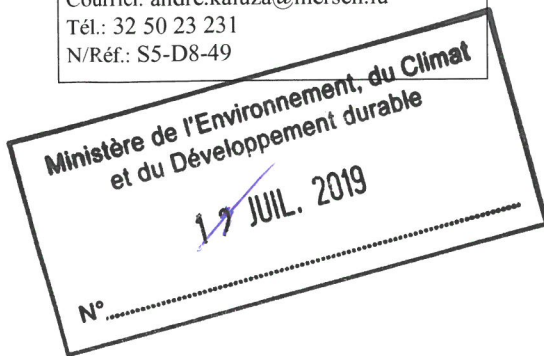 Tél.: 32 50 23 231
N/Réf.: S5-D8-49
Ministère de l'Environnement, du Climat
et du Développement durable
JUIL. 2019
N°